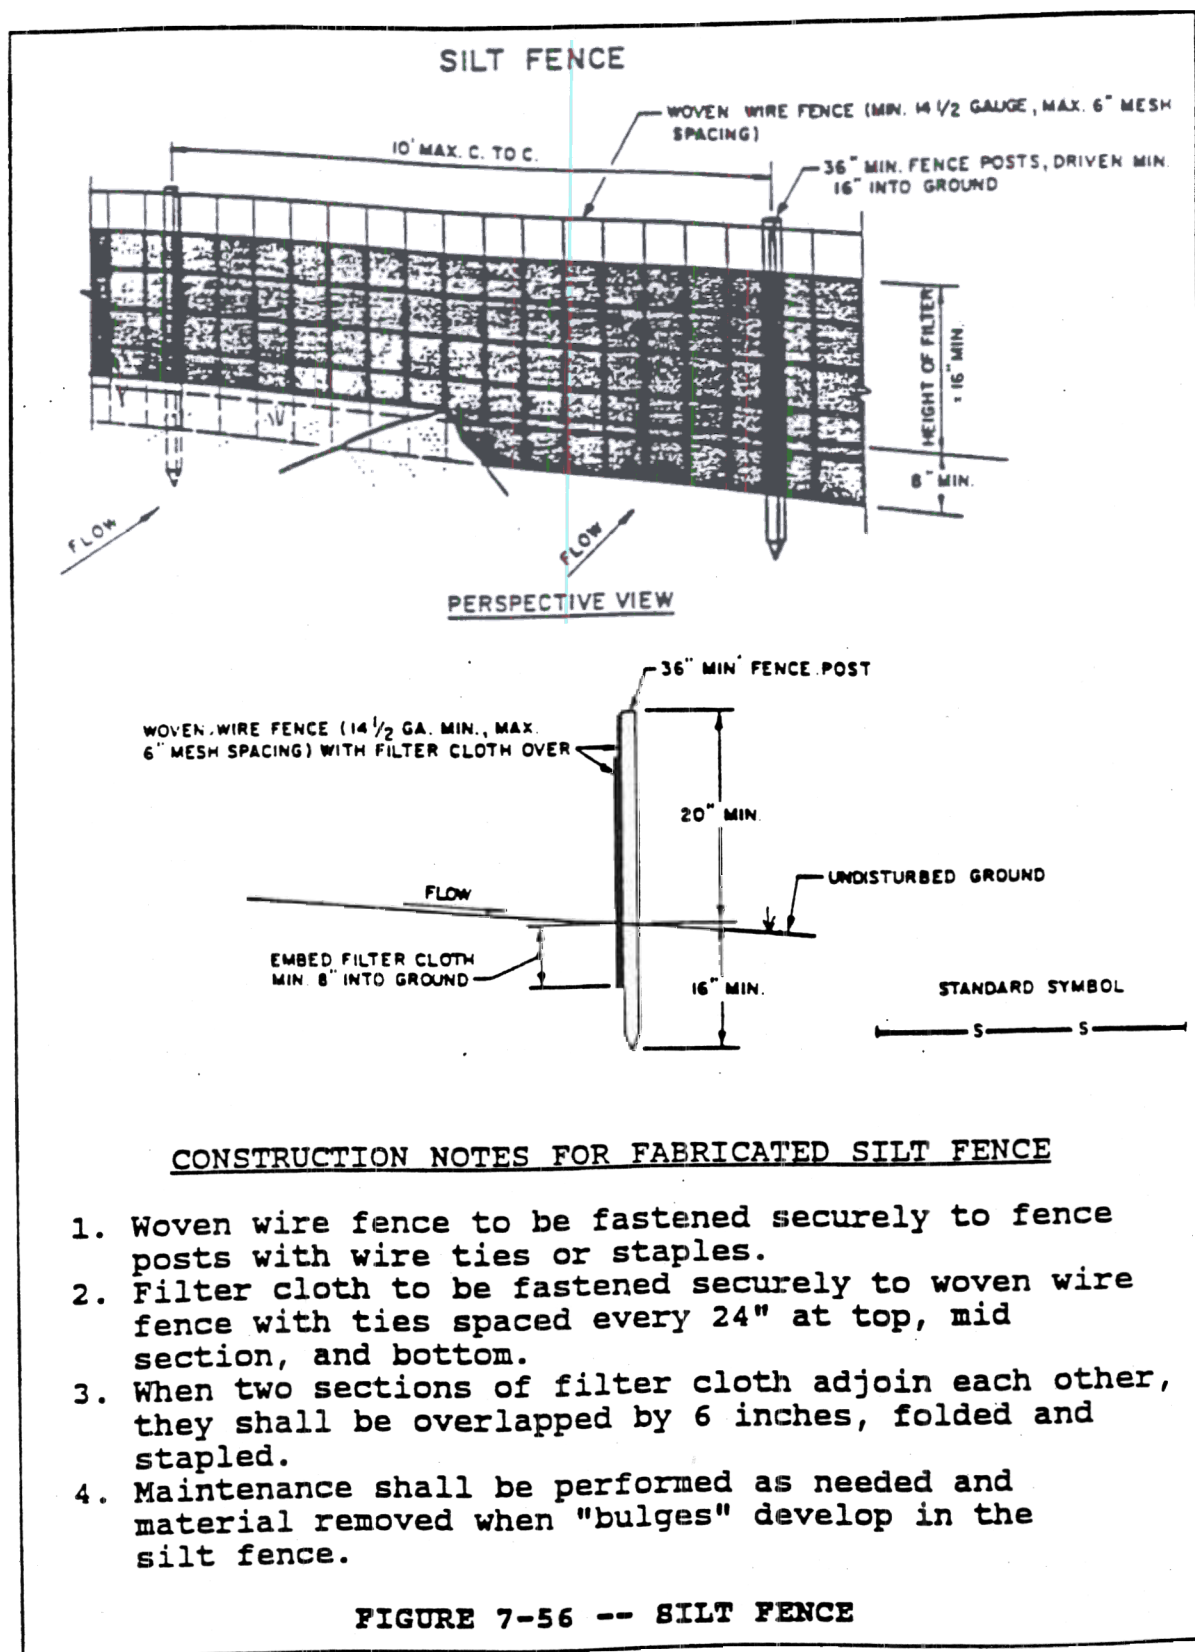 SILT FENCE
WOVEN WIRE FENCE (MIN. 14 1/2 GAUGE, MAX. 6" MESH
SPACING)
10' MAX. C. TO C.
36" MIN. FENCE POSTS, DRIVEN MIN.
16" INTO GROUND
HEIGHT OF FILTER
= 16" MIN.
8" MIN.
FLOW
FLOW
PERSPECTIVE VIEW
36" MIN' FENCE POST
WOVEN WIRE FENCE (14 1/2 GA. MIN., MAX.
6" MESH SPACING) WITH FILTER CLOTH OVER
20" MIN.
UNDISTURBED GROUND
FLOW
EMBED FILTER CLOTH
MIN. 8" INTO GROUND
16" MIN.
STANDARD SYMBOL
S S
CONSTRUCTION NOTES FOR FABRICATED SILT FENCE
1. Woven wire fence to be fastened securely to fence
posts with wire ties or staples.
2. Filter cloth to be fastened securely to woven wire
fence with ties spaced every 24" at top, mid
section, and bottom.
3. When two sections of filter cloth adjoin each other,
they shall be overlapped by 6 inches, folded and
stapled.
4. Maintenance shall be performed as needed and
material removed when "bulges" develop in the
silt fence.
FIGURE 7-56 -- SILT FENCE